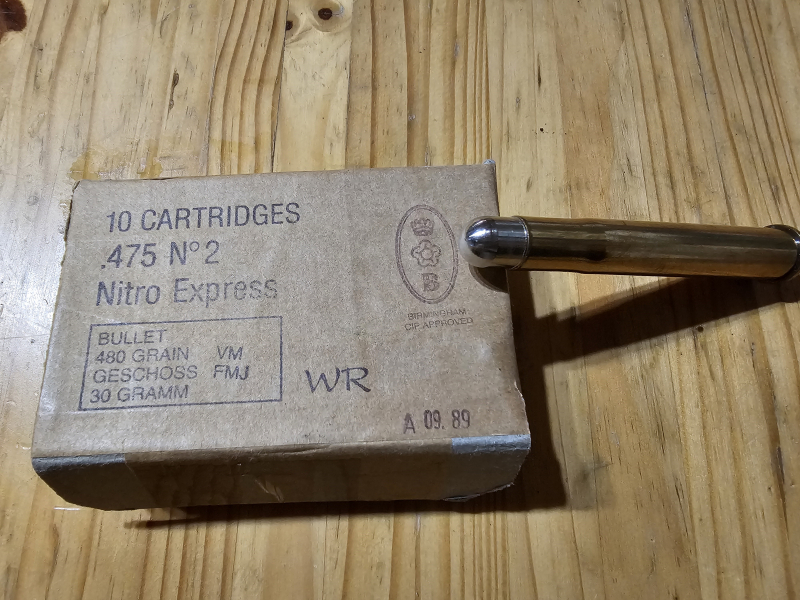 10 CARTRIDGES
.475 N° 2
Nitro Express
BULLET
480 GRAIN VM
GESCHOSS FMJ
30 GRAMM
WR
B
BIRMINGHAM
CIP APPROVED
A 09. 89